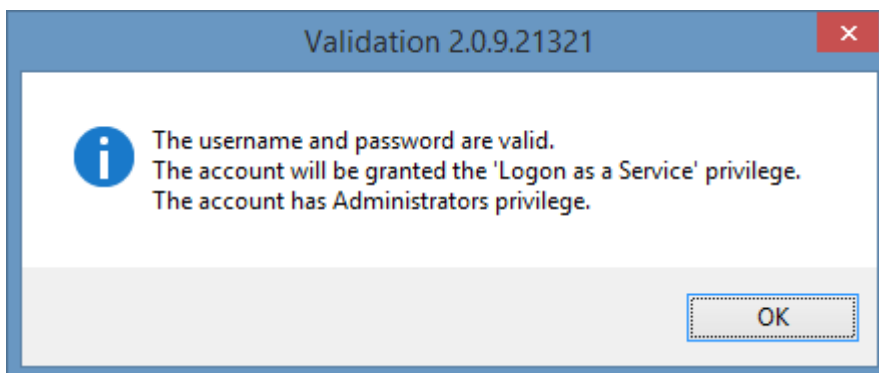 Validation 2.0.9.21321
The username and password are valid.
The account will be granted the 'Logon as a Service' privilege.
The account has Administrators privilege.
OK